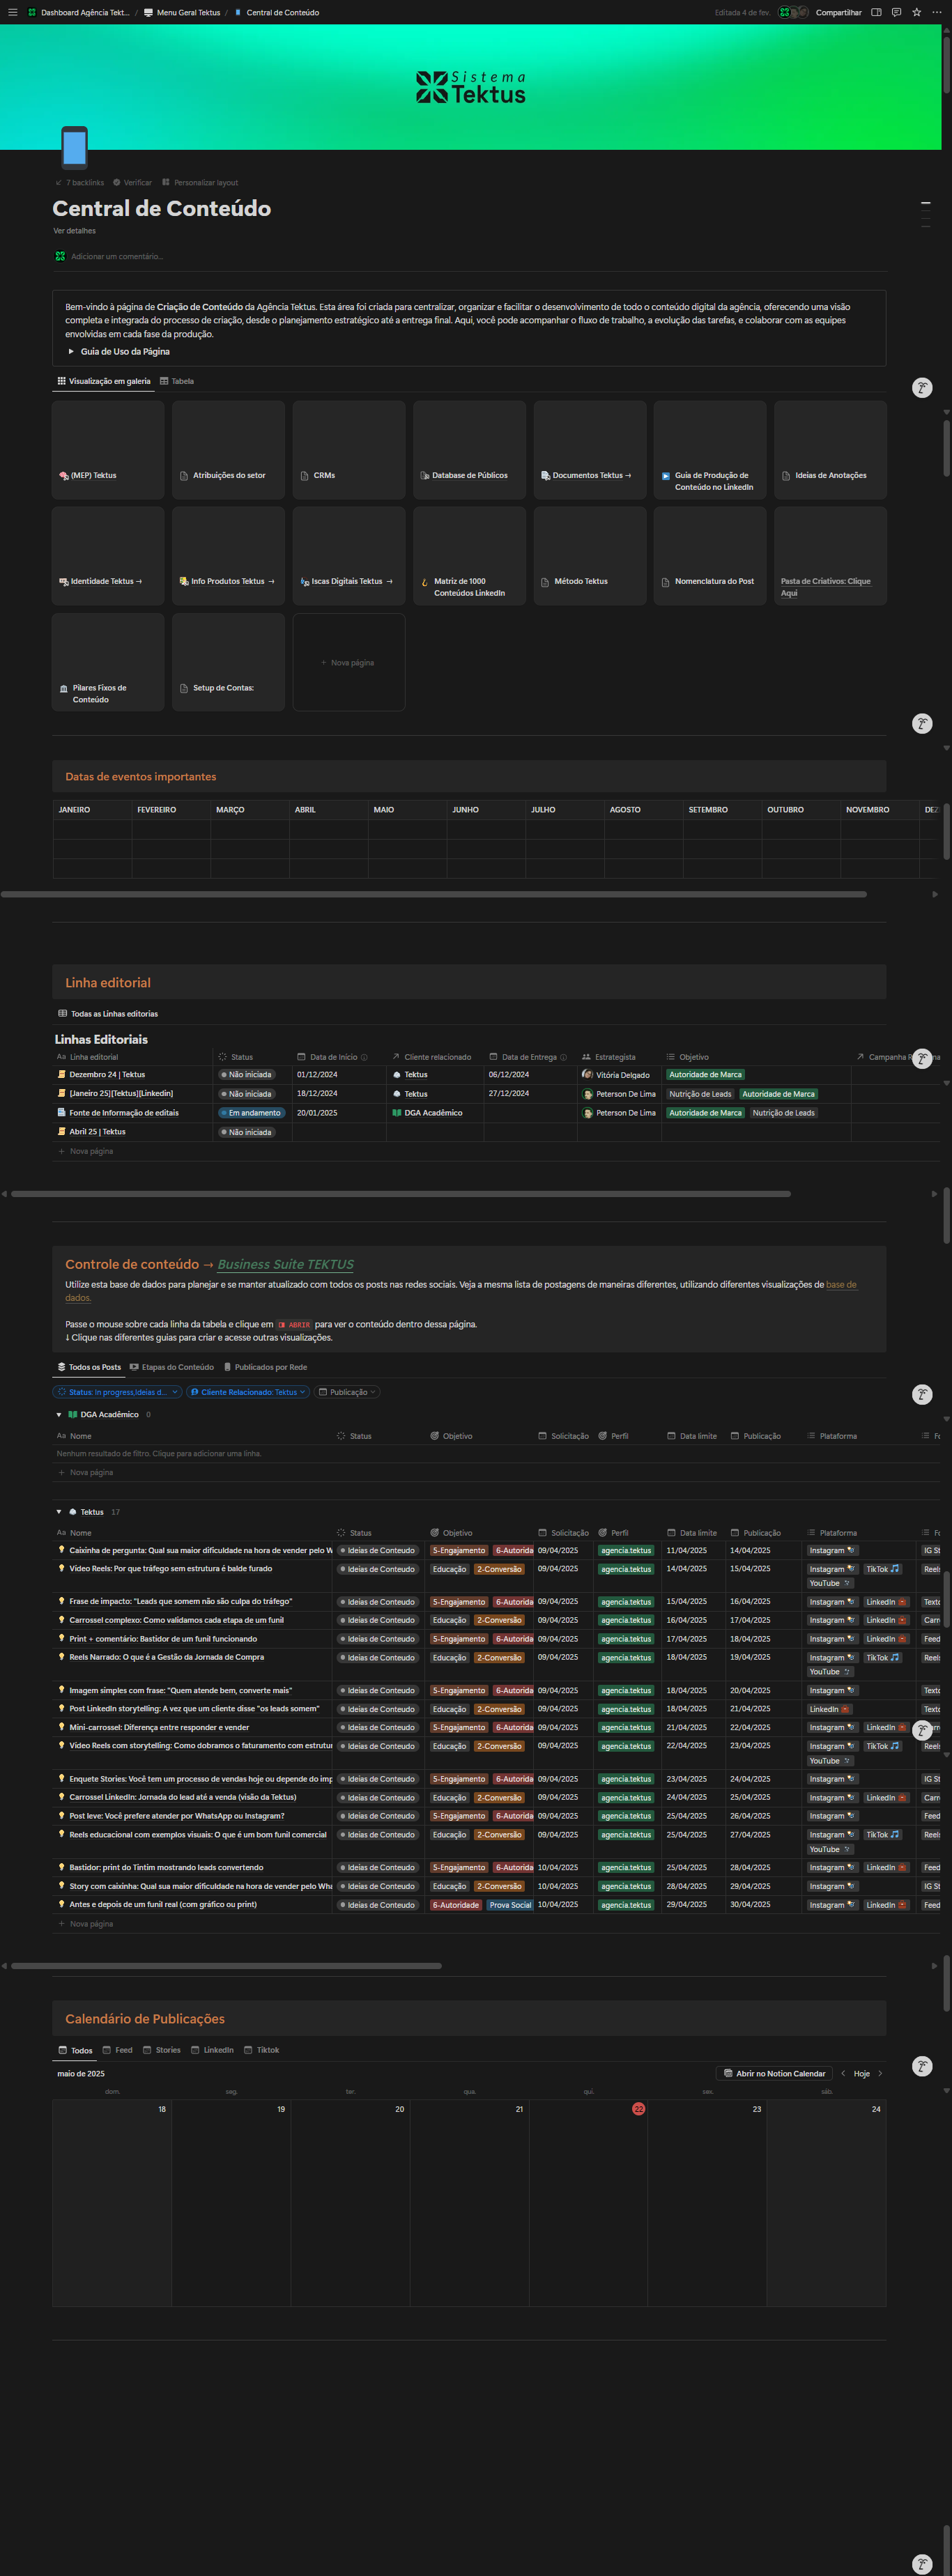 Dashboard Agência Tekt... / Menu Geral Tektus / Central de Conteúdo
Editada 4 de fev. Compartilhar
Sistema
Tektus
7 backlinks Verificar Personalizar layout
Central de Conteúdo
Ver detalhes
Adicionar um comentário...
Bem-vindo à página de Criação de Conteúdo da Agência Tektus. Esta área foi criada para centralizar, organizar e facilitar o desenvolvimento de todo o conteúdo digital da agência, oferecendo uma visão
completa e integrada do processo de criação, desde o planejamento estratégico até a entrega final. Aqui, você pode acompanhar o fluxo de trabalho, a evolução das tarefas, e colaborar com as equipes
envolvidas em cada fase da produção.
Guia de Uso da Página
Visualização em galeria Tabela
(MEP) Tektus
Atribuições do setor
CRMs
Database de Públicos
Documentos Tektus →
Guia de Produção de
Conteúdo no LinkedIn
Ideias de Anotações
Identidade Tektus →
Info Produtos Tektus →
Iscas Digitais Tektus →
Matriz de 1000
Conteúdos LinkedIn
Método Tektus
Nomenclatura do Post
Pasta de Criativos: Clique
Aqui
Pilares Fixos de
Conteúdo
Setup de Contas:
+ Nova página
Datas de eventos importantes
JANEIRO FEVEREIRO MARÇO ABRIL MAIO JUNHO JULHO AGOSTO SETEMBRO OUTUBRO NOVEMBRO DEZ
Linha editorial
Todas as Linhas editorias
Linhas Editoriais
Aa Linha editorial Status Data de Início Cliente relacionado Data de Entrega Estrategista Objetivo Campanha
Dezembro 24 | Tektus Não iniciada 01/12/2024 Tektus 06/12/2024 Vitória Delgado Autoridade de Marca
[Janeiro 25][Tektus][Linkedin] Não iniciada 18/12/2024 Tektus 27/12/2024 Peterson De Lima Nutrição de Leads Autoridade de Marca
Fonte de Informação de editais Em andamento 20/01/2025 DGA Acadêmico Peterson De Lima Autoridade de Marca Nutrição de Leads
Abril 25 | Tektus Não iniciada
+ Nova página
Controle de conteúdo → Business Suite TEKTUS
Utilize esta base de dados para planejar e se manter atualizado com todos os posts nas redes sociais. Veja a mesma lista de postagens de maneiras diferentes, utilizando diferentes visualizações de base de
dados.
Passe o mouse sobre cada linha da tabela e clique em ABRIR para ver o conteúdo dentro dessa página.
↓ Clique nas diferentes guias para criar e acesse outras visualizações.
Todos os Posts Etapas do Conteúdo Publicados por Rede
Status: In progress,Ideias d... Cliente Relacionado: Tektus Publicação
DGA Acadêmico 0
Aa Nome Status Objetivo Solicitação Perfil Data limite Publicação Plataforma Fo
Nenhum resultado de filtro. Clique para adicionar uma linha.
+ Nova página
Tektus 17
Aa Nome Status Objetivo Solicitação Perfil Data limite Publicação Plataforma Fo
Caixinha de pergunta: Qual sua maior dificuldade na hora de vender pelo W Ideias de Conteudo 5-Engajamento 6-Autorida 09/04/2025 agencia.tektus 11/04/2025 14/04/2025 Instagram IG St
Vídeo Reels: Por que tráfego sem estrutura é balde furado Ideias de Conteudo Educação 2-Conversão 09/04/2025 agencia.tektus 14/04/2025 15/04/2025 Instagram TikTok Reels
YouTube
Frase de impacto: "Leads que somem não são culpa do tráfego" Ideias de Conteudo 5-Engajamento 6-Autorida 09/04/2025 agencia.tektus 15/04/2025 16/04/2025 Instagram LinkedIn Texto
Carrossel complexo: Como validamos cada etapa de um funil Ideias de Conteudo Educação 2-Conversão 09/04/2025 agencia.tektus 16/04/2025 17/04/2025 Instagram LinkedIn Carro
Print + comentário: Bastidor de um funil funcionando Ideias de Conteudo 5-Engajamento 6-Autorida 09/04/2025 agencia.tektus 17/04/2025 18/04/2025 Instagram LinkedIn Feed
Reels Narrado: O que é a Gestão da Jornada de Compra Ideias de Conteudo Educação 2-Conversão 09/04/2025 agencia.tektus 18/04/2025 19/04/2025 Instagram TikTok Reels
YouTube
Imagem simples com frase: "Quem atende bem, converte mais" Ideias de Conteudo 5-Engajamento 6-Autorida 09/04/2025 agencia.tektus 18/04/2025 20/04/2025 Instagram Texto
Post LinkedIn storytelling: A vez que um cliente disse "os leads somem" Ideias de Conteudo Educação 2-Conversão 09/04/2025 agencia.tektus 18/04/2025 21/04/2025 LinkedIn Texto
Mini-carrossel: Diferença entre responder e vender Ideias de Conteudo 5-Engajamento 6-Autorida 09/04/2025 agencia.tektus 21/04/2025 22/04/2025 Instagram LinkedIn
Vídeo Reels com storytelling: Como dobramos o faturamento com estrutur Ideias de Conteudo Educação 2-Conversão 09/04/2025 agencia.tektus 22/04/2025 23/04/2025 Instagram TikTok Reels
YouTube
Enquete Stories: Você tem um processo de vendas hoje ou depende do imp Ideias de Conteudo 5-Engajamento 6-Autorida 09/04/2025 agencia.tektus 23/04/2025 24/04/2025 Instagram IG St
Carrossel LinkedIn: Jornada do lead até a venda (visão da Tektus) Ideias de Conteudo Educação 2-Conversão 09/04/2025 agencia.tektus 24/04/2025 25/04/2025 Instagram LinkedIn Carro
Post leve: Você prefere atender por WhatsApp ou Instagram? Ideias de Conteudo 5-Engajamento 6-Autorida 09/04/2025 agencia.tektus 25/04/2025 26/04/2025 Instagram Feed
Reels educacional com exemplos visuais: O que é um bom funil comercial Ideias de Conteudo Educação 2-Conversão 09/04/2025 agencia.tektus 25/04/2025 27/04/2025 Instagram TikTok Reels
YouTube
Bastidor: print do Tintim mostrando leads convertendo Ideias de Conteudo 5-Engajamento 6-Autorida 10/04/2025 agencia.tektus 25/04/2025 28/04/2025 Instagram LinkedIn Feed
Story com caixinha: Qual sua maior dificuldade na hora de vender pelo Wha Ideias de Conteudo Educação 2-Conversão 10/04/2025 agencia.tektus 28/04/2025 29/04/2025 Instagram IG St
Antes e depois de um funil real (com gráfico ou print) Ideias de Conteudo 6-Autoridade Prova Social 10/04/2025 agencia.tektus 29/04/2025 30/04/2025 Instagram LinkedIn Feed
+ Nova página
Calendário de Publicações
Todos Feed Stories LinkedIn Tiktok
maio de 2025 Abrir no Notion Calendar Hoje
dom. seg. ter. qua. qui. sex. sáb.
18 19 20 21 22 23 24